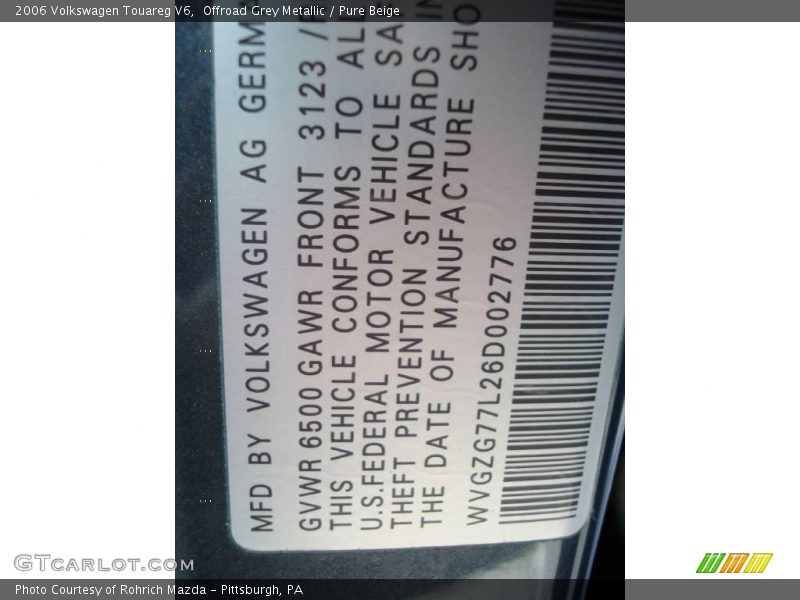 2006 Volkswagen Touareg V6,  Offroad Grey Metallic / Pure Beige
MFD BY VOLKSWAGEN AG GERM
GVWR 6500 GAWR FRONT 3123 /
THIS VEHICLE CONFORMS TO ALL
U.S.FEDERAL MOTOR VEHICLE SA
THEFT PREVENTION STANDARDS IN
THE DATE OF MANUFACTURE SHO
WVGZG77L26D002776
GTcarlot.com
Photo Courtesy of Rohrich Mazda - Pittsburgh, PA